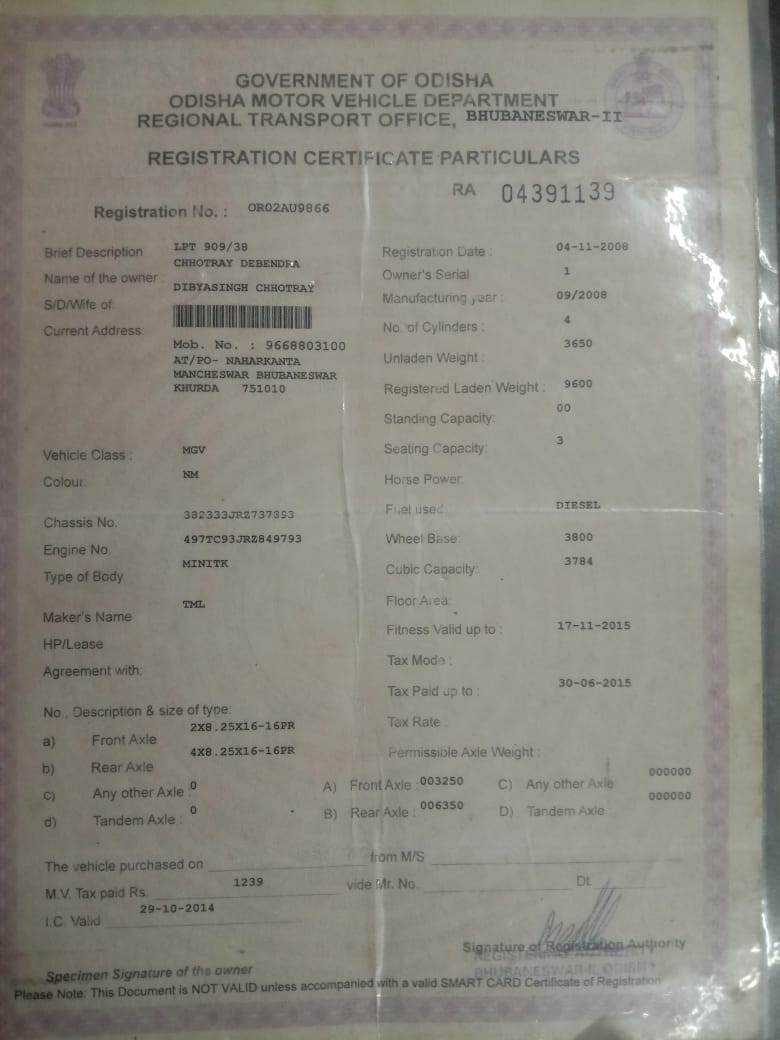 GOVERNMENT OF ODISHA
ODISHA MOTOR VEHICLE DEPARTMENT
REGIONAL TRANSPORT OFFICE, BHUBANESWAR-II
REGISTRATION CERTIFICATE PARTICULARS
RA 04391139
Registration No. : OR02AU9866
Brief Description LPT 909/38
Name of the owner CHHOTRAY DEBENDRA
S/D/Wife of: DIBYASINGH CHHOTRAY
Current Address:
Mob. No. : 9668803100
AT/PO- NAHARKANTA
MANCHESWAR BHUBANESWAR
KHURDA 751010
Vehicle Class : MGV
Colour: NM
Chassis No. 382333JRZ737893
Engine No. 497TC93JRZ849793
Type of Body MINITK
Maker's Name TML
HP/Lease
Agreement with:
Registration Date : 04-11-2008
Owner's Serial 1
Manufacturing year : 09/2008
No. of Cylinders : 4
Unladen Weight : 3650
Registered Laden Weight : 9600
Standing Capacity: 00
Seating Capacity: 3
Horse Power:
Fuel used: DIESEL
Wheel Base: 3800
Cubic Capacity: 3784
Floor Area:
Fitness Valid up to : 17-11-2015
Tax Mode :
Tax Paid up to : 30-06-2015
Tax Rate :
No., Description & size of type:
a) Front Axle 2X8.25X16-16PR
b) Rear Axle 4X8.25X16-16PR
c) Any other Axle : 0
d) Tandem Axle : 0
Permissible Axle Weight :
A) Front Axle : 003250 C) Any other Axle 000000
B) Rear Axle : 006350 D) Tandem Axle 000000
The vehicle purchased on from M/S
M.V. Tax paid Rs. 1239 vide Mr. No. Dt.
I.C. Valid 29-10-2014
Signature of Registration Authority
REGISTERING AUTHORITY
BHUBANESWAR-II, ODISHA
Specimen Signature of the owner
Please Note: This Document is NOT VALID unless accompanied with a valid SMART CARD Certificate of Registration